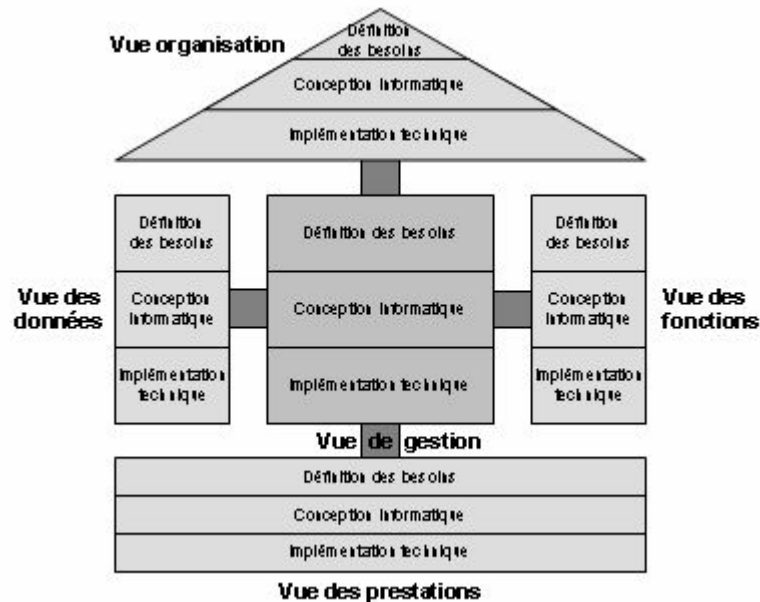 Vue organisation
Définition
des besoins
Conception Informatique
Implémentation technique
Définition
des besoins
Conception
Informatique
Implémentation
technique
Vue des
données
Définition des besoins
Conception Informatique
Implémentation technique
Définition
des besoins
Conception
Informatique
Implémentation
technique
Vue des
fonctions
Vue de gestion
Définition des besoins
Conception Informatique
Implémentation technique
Vue des prestations